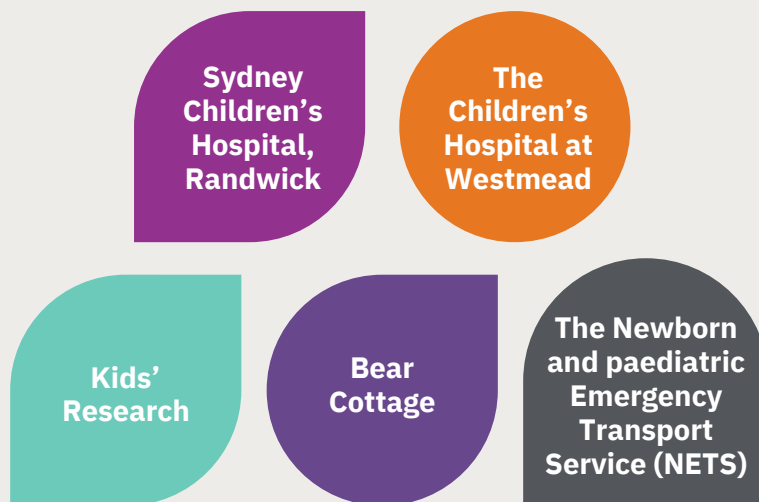 Sydney
Children’s
Hospital,
Randwick
The
Children’s
Hospital at
Westmead
Kids’
Research
Bear
Cottage
The Newborn
and paediatric
Emergency
Transport
Service (NETS)